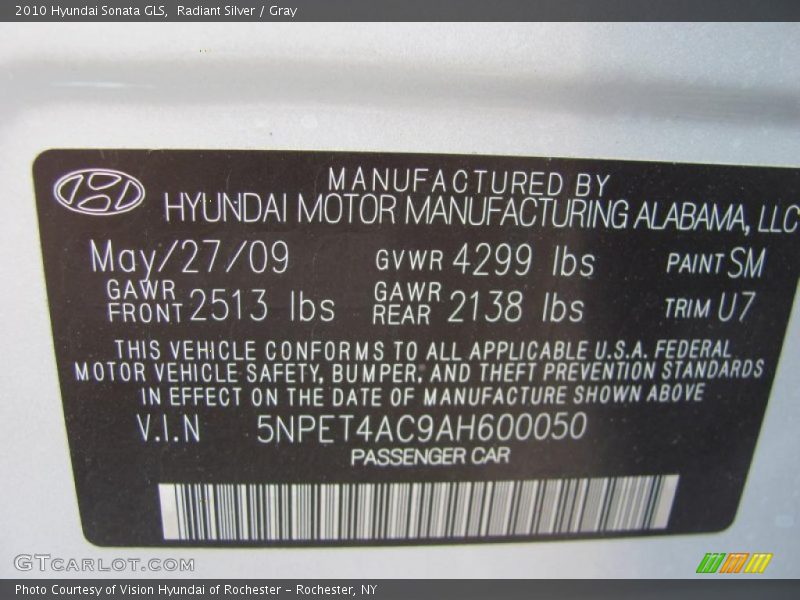 2010 Hyundai Sonata GLS, Radiant Silver / Gray
MANUFACTURED BY
HYUNDAI MOTOR MANUFACTURING ALABAMA, LLC
May/27/09 GVWR 4299 lbs PAINT SM
GAWR FRONT 2513 lbs GAWR REAR 2138 lbs TRIM U7
THIS VEHICLE CONFORMS TO ALL APPLICABLE U.S.A. FEDERAL
MOTOR VEHICLE SAFETY, BUMPER, AND THEFT PREVENTION STANDARDS
IN EFFECT ON THE DATE OF MANUFACTURE SHOWN ABOVE
V.I.N 5NPET4AC9AH600050
PASSENGER CAR
GTCARLOT.COM
Photo Courtesy of Vision Hyundai of Rochester - Rochester, NY